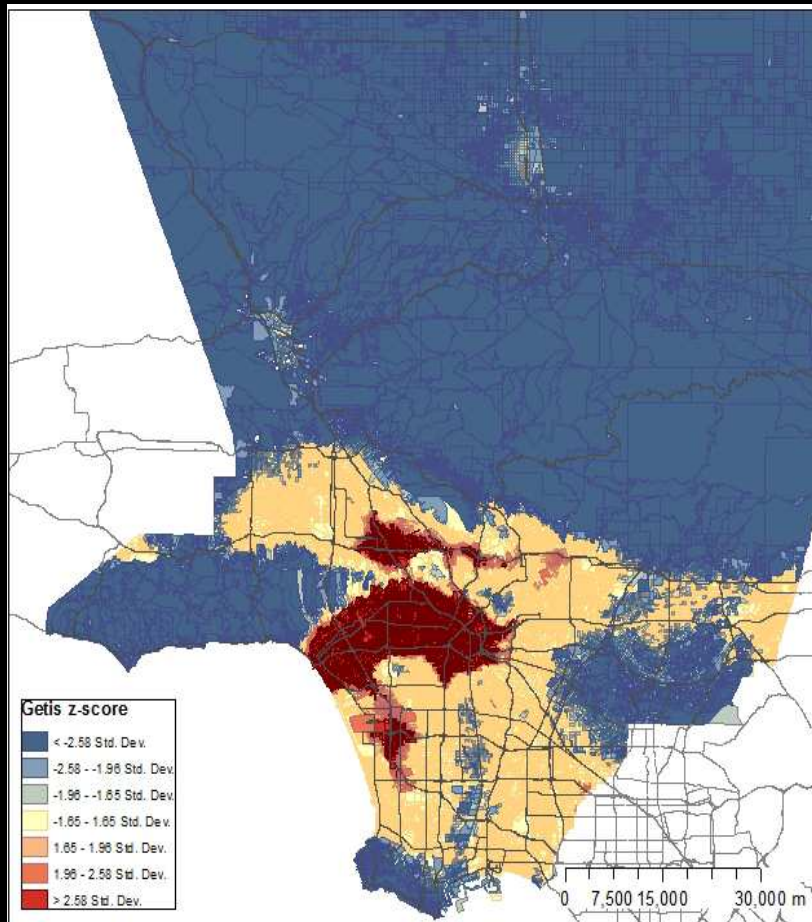 Getis z-score
< -2.58 Std. Dev.
-2.58 - -1.96 Std. Dev.
-1.96 - -1.65 Std. Dev.
-1.65 - 1.65 Std. Dev.
1.65 - 1.96 Std. Dev.
1.96 - 2.58 Std. Dev.
> 2.58 Std. Dev.
0 7,500 15,000 30,000 m